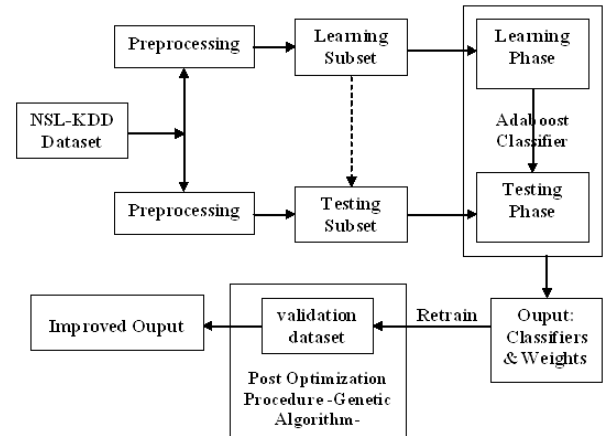 Preprocessing
Learning
Subset
Learning
Phase
NSL-KDD
Dataset
Adaboost
Classifier
Preprocessing
Testing
Subset
Testing
Phase
Improved Ouput
validation
dataset
Retrain
Ouput:
Classifiers
& Weights
Post Optimization
Procedure -Genetic
Algorithm-